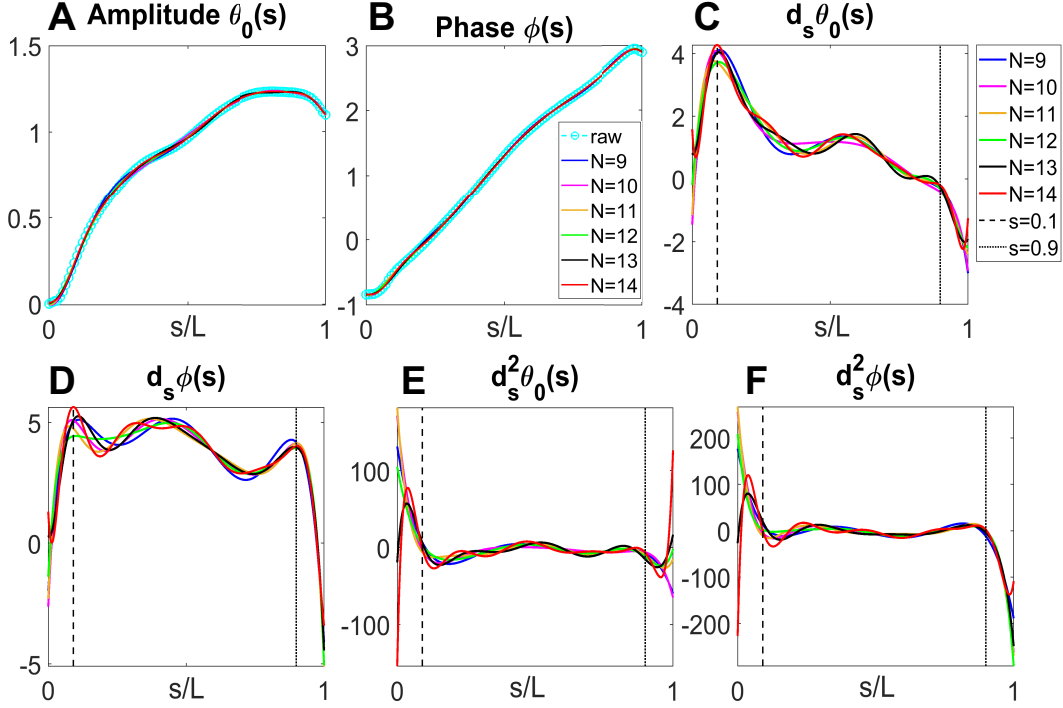 A Amplitude θ₀(s)
1.5
1
0.5
0
0
s/L
1
B Phase ϕ(s)
3
2
1
0
-1
0
s/L
1
raw
N=9
N=10
N=11
N=12
N=13
N=14
C dₛθ₀(s)
4
2
0
-2
-4
0
s/L
1
N=9
N=10
N=11
N=12
N=13
N=14
s=0.1
s=0.9
D dₛϕ(s)
5
0
-5
0
s/L
1
E dₛ²θ₀(s)
100
0
-100
0
s/L
1
F dₛ²ϕ(s)
200
100
0
-100
-200
0
s/L
1